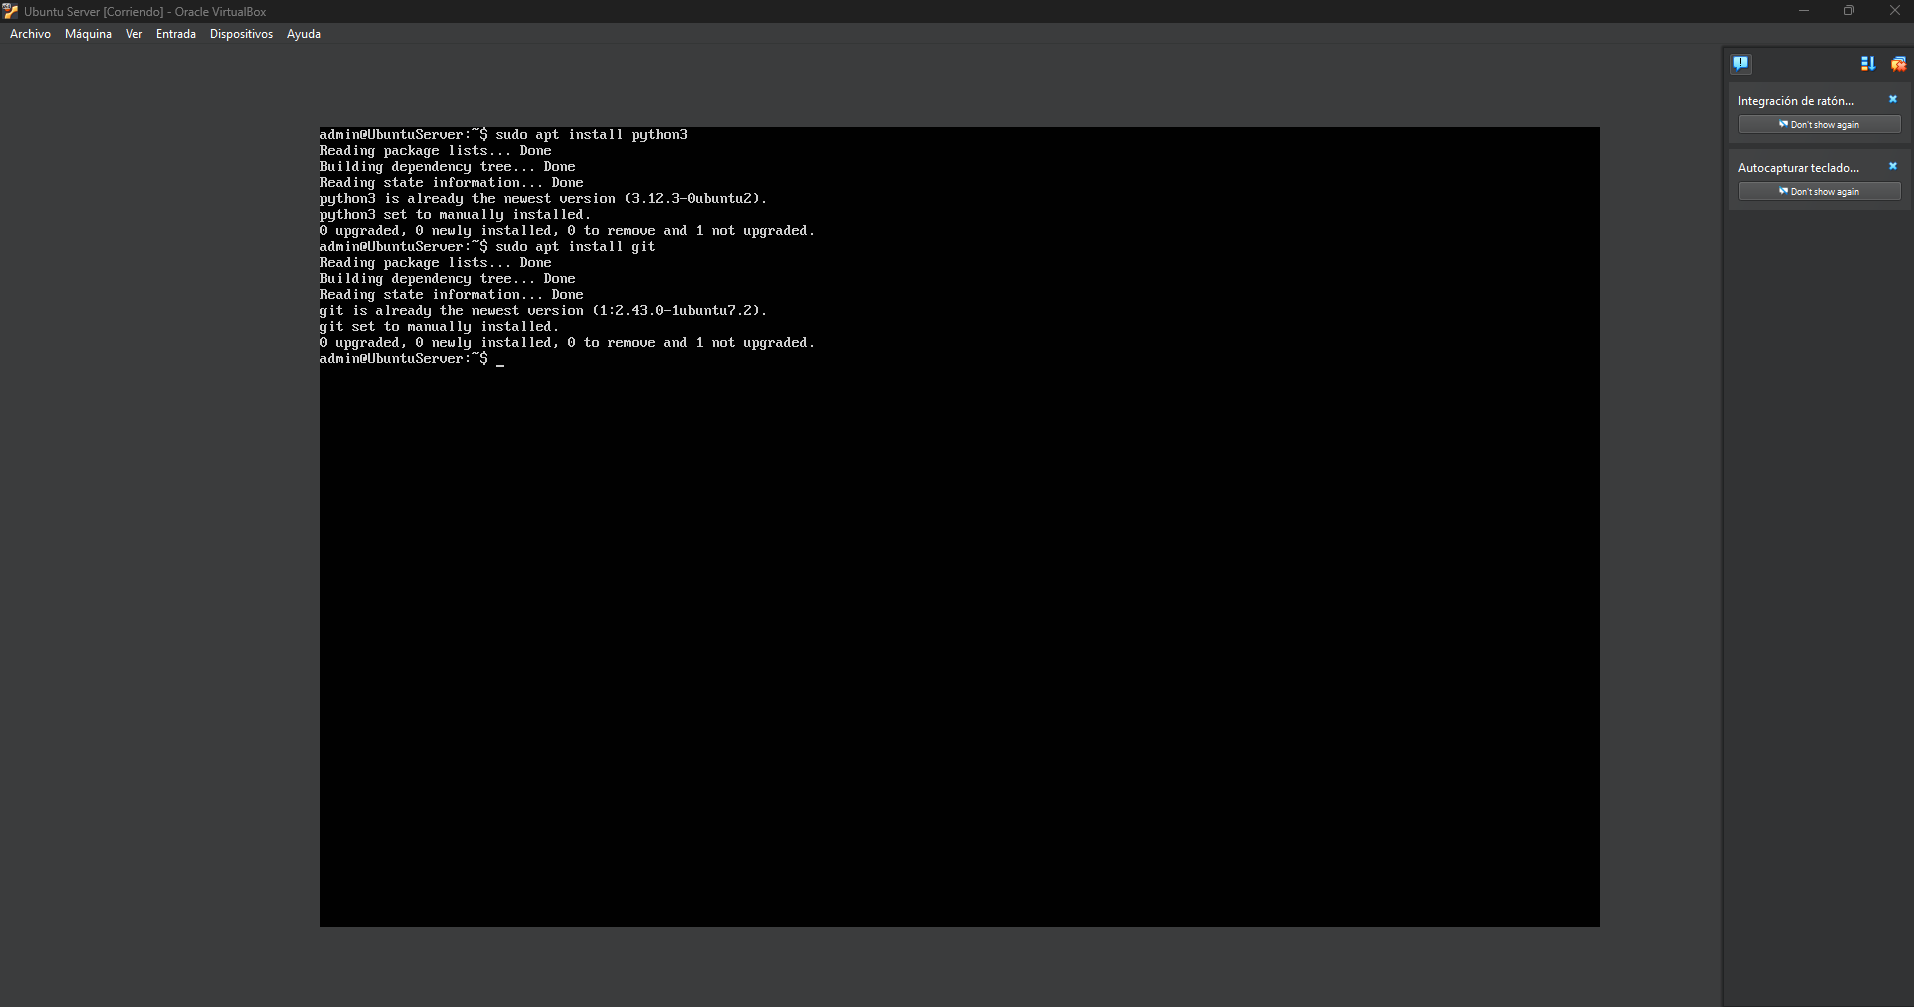 Ubuntu Server [Corriendo] - Oracle VirtualBox
Archivo Máquina Ver Entrada Dispositivos Ayuda
Integración de ratón...
Don't show again
Autocapturar teclado...
Don't show again
admin@UbuntuServer:~$ sudo apt install python3
Reading package lists... Done
Building dependency tree... Done
Reading state information... Done
python3 is already the newest version (3.12.3-0ubuntu2).
python3 set to manually installed.
0 upgraded, 0 newly installed, 0 to remove and 1 not upgraded.
admin@UbuntuServer:~$ sudo apt install git
Reading package lists... Done
Building dependency tree... Done
Reading state information... Done
git is already the newest version (1:2.43.0-1ubuntu7.2).
git set to manually installed.
0 upgraded, 0 newly installed, 0 to remove and 1 not upgraded.
admin@UbuntuServer:~$ _